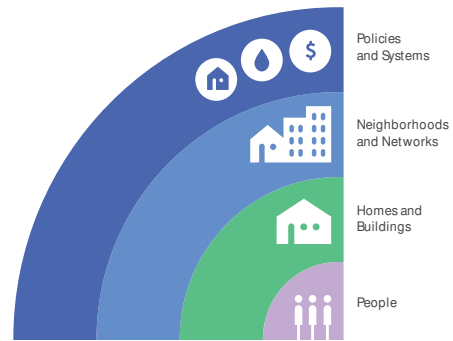 $
Policies
and Systems
Neighborhoods
and Networks
Homes and
Buildings
People